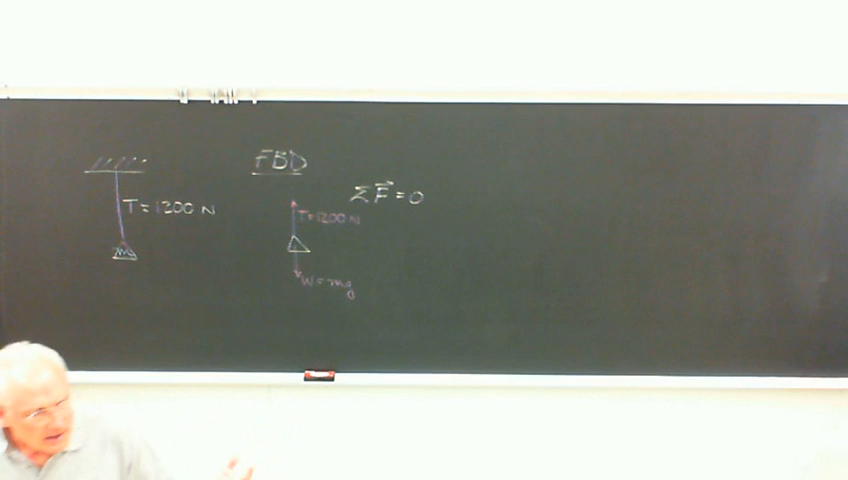 FBD
T = 1200 N
m
ΣF⃗ = 0
T=1200 N
W=mg